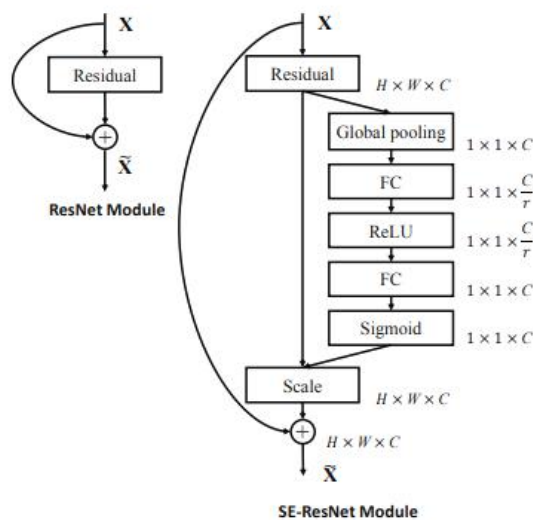 X
Residual
+
X̃
ResNet Module
X
Residual
H × W × C
Global pooling
1 × 1 × C
FC
1 × 1 × C/r
ReLU
1 × 1 × C/r
FC
1 × 1 × C
Sigmoid
1 × 1 × C
Scale
H × W × C
+
H × W × C
X̃
SE-ResNet Module